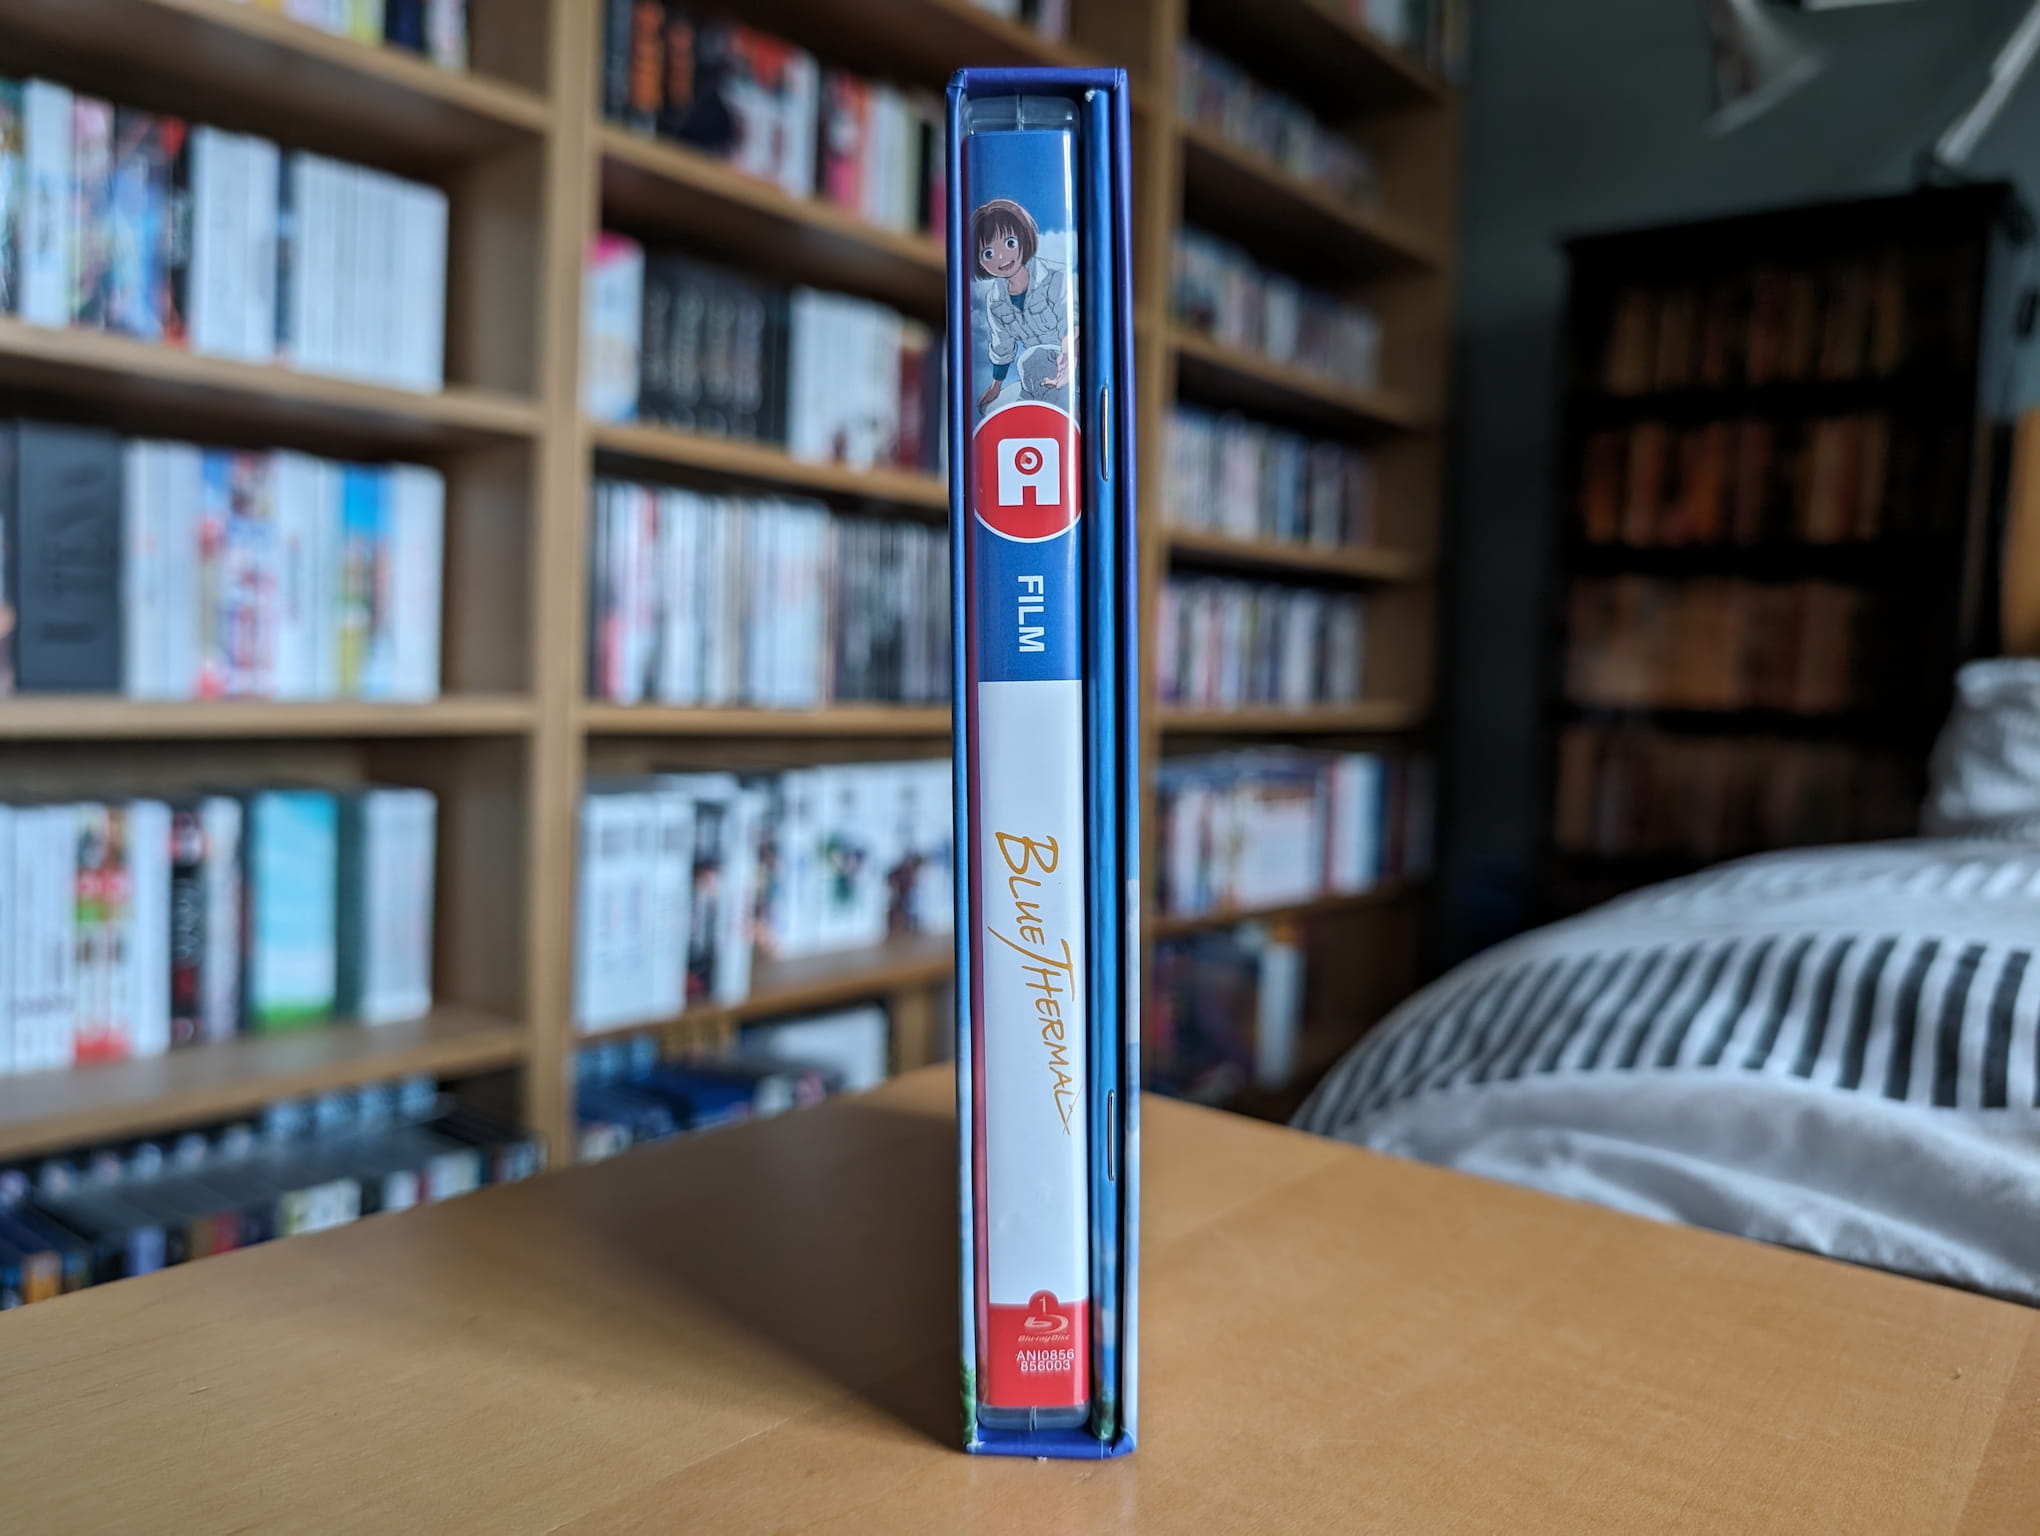 FILM
BLUE THERMAL
1
Blu-ray Disc
ANI0856
856003